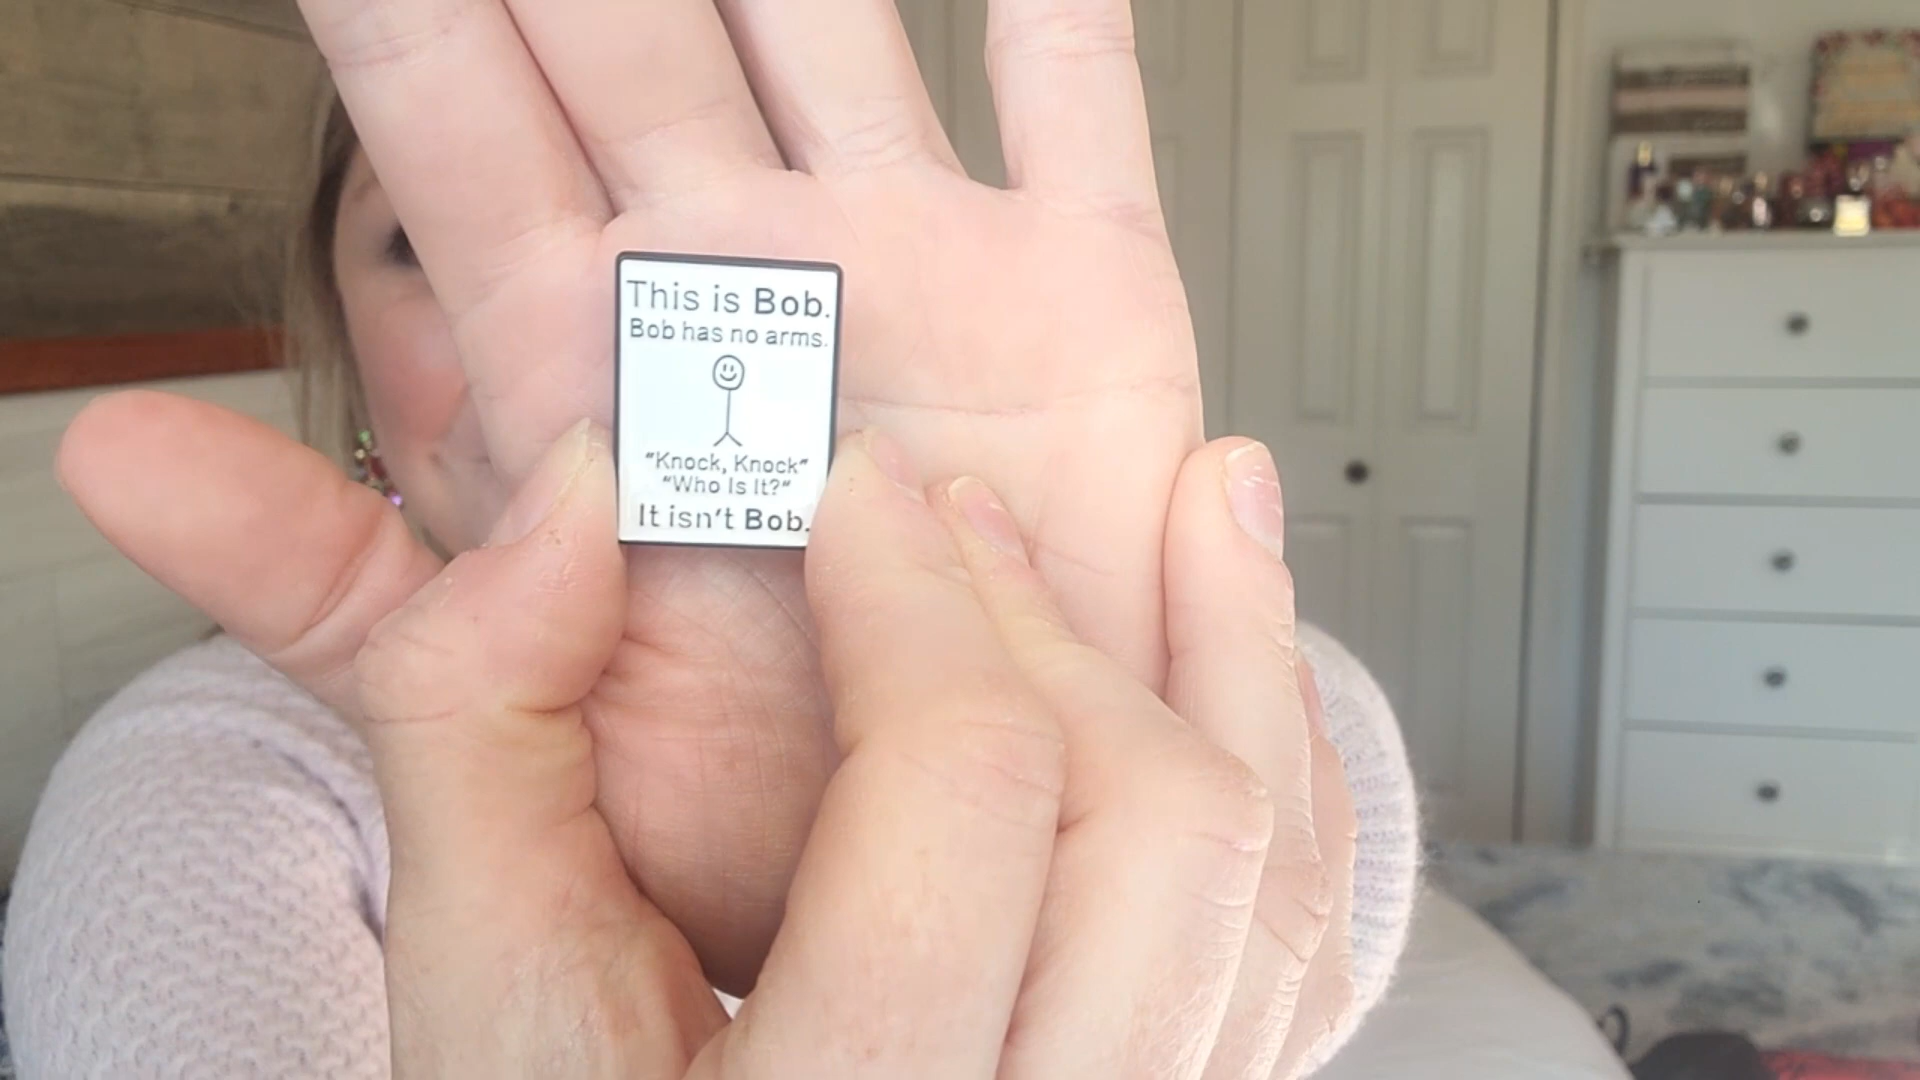 This is Bob.
Bob has no arms.
"Knock, Knock"
"Who Is It?"
It isn't Bob.